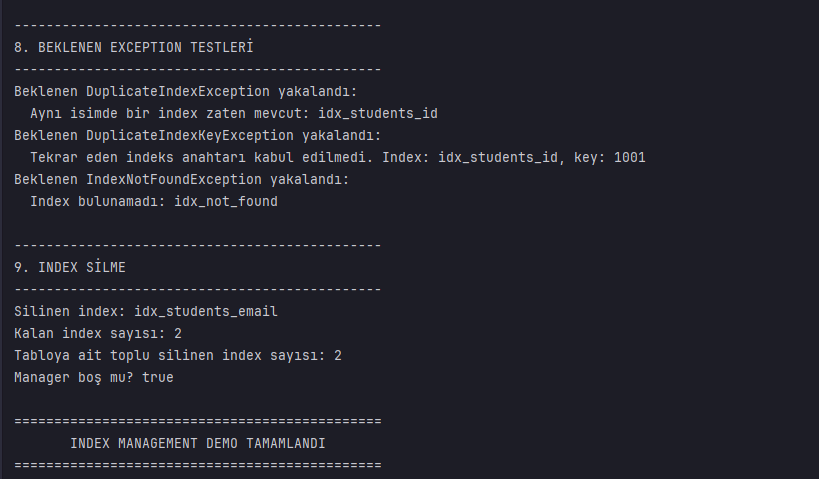 ----------------------------------------------
8. BEKLENEN EXCEPTION TESTLERİ
----------------------------------------------
Beklenen DuplicateIndexException yakalandı:
  Aynı isimde bir index zaten mevcut: idx_students_id
Beklenen DuplicateIndexKeyException yakalandı:
  Tekrar eden indeks anahtarı kabul edilmedi. Index: idx_students_id, key: 1001
Beklenen IndexNotFoundException yakalandı:
  Index bulunamadı: idx_not_found

----------------------------------------------
9. INDEX SİLME
----------------------------------------------
Silinen index: idx_students_email
Kalan index sayısı: 2
Tabloya ait toplu silinen index sayısı: 2
Manager boş mu? true

==============================================
       INDEX MANAGEMENT DEMO TAMAMLANDI
==============================================